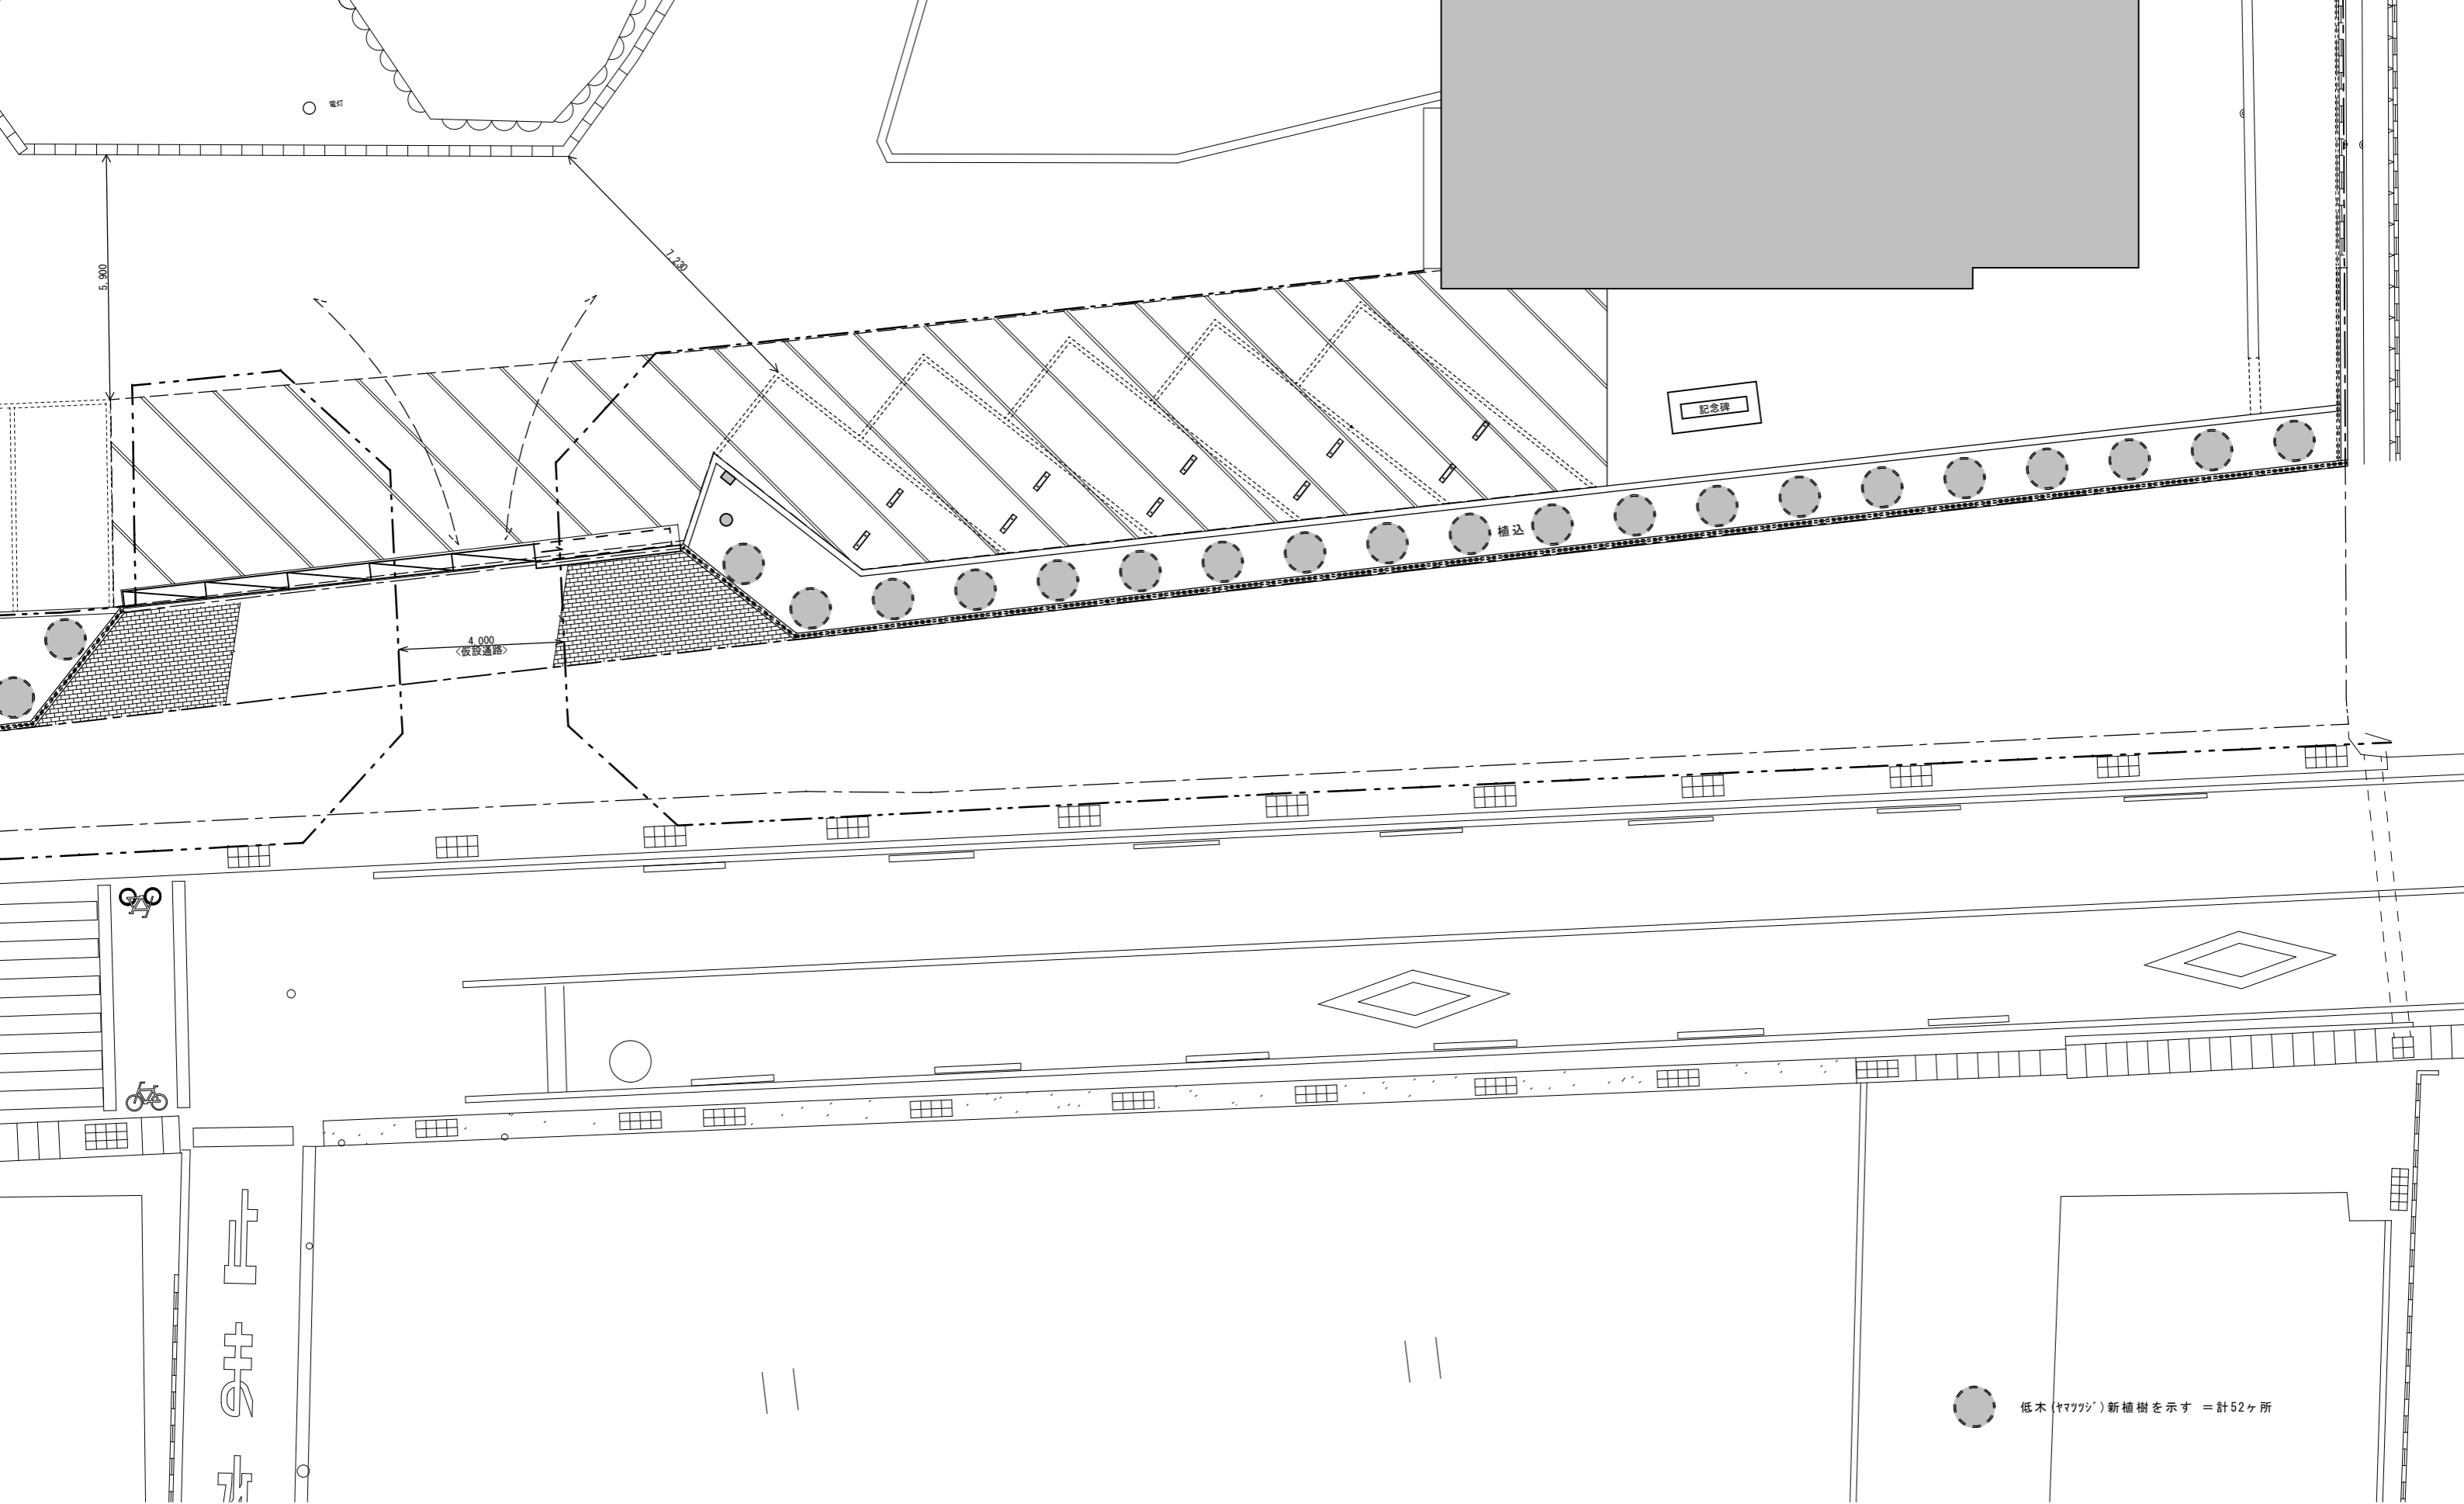 電灯
5,900
7,230
記念碑
植込
4,000
〈仮設通路〉
止
まれ
低木(ﾔﾏﾂﾂｼﾞ)新植樹を示す ＝計52ヶ所